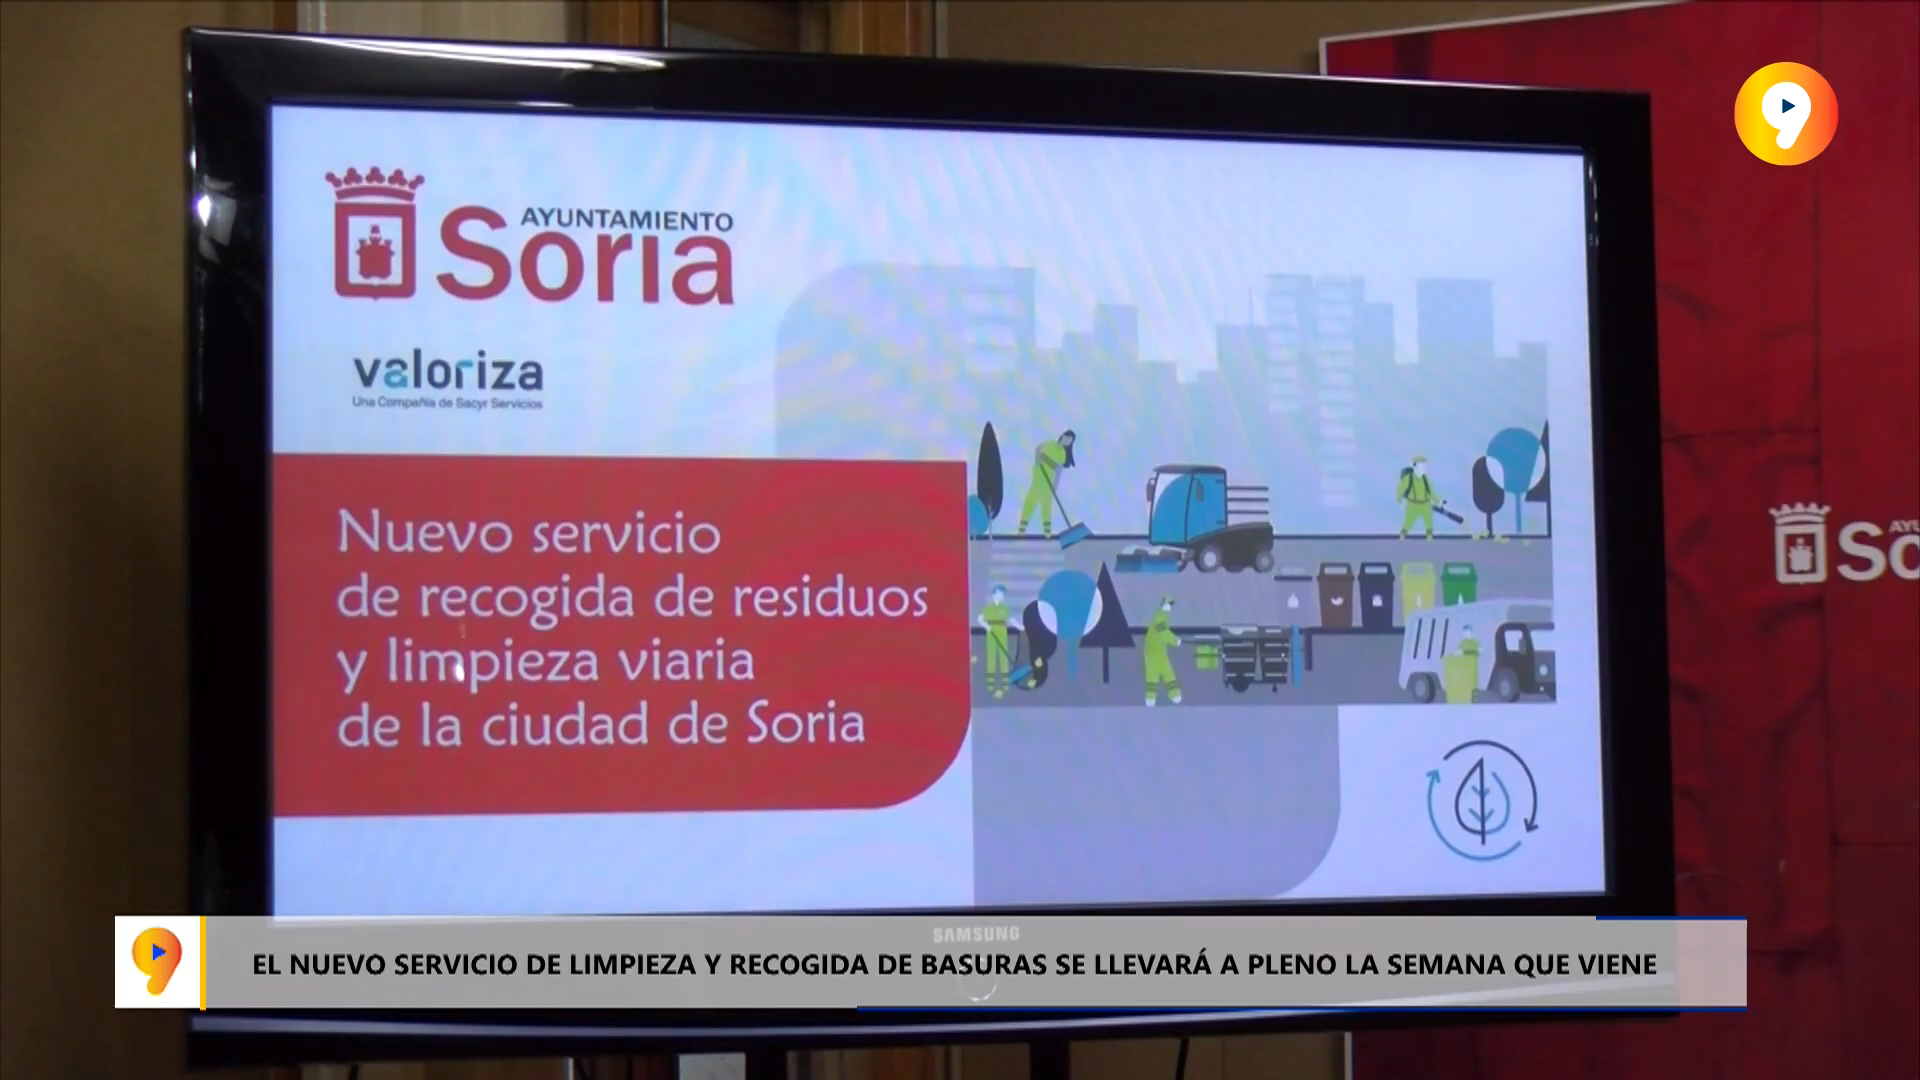 AYUNTAMIENTO
Soria
valoriza
Una Compañía de Sacyr Servicios
Nuevo servicio
de recogida de residuos
y limpieza viaria
de la ciudad de Soria
AYU
So
SAMSUNG
EL NUEVO SERVICIO DE LIMPIEZA Y RECOGIDA DE BASURAS SE LLEVARÁ A PLENO LA SEMANA QUE VIENE